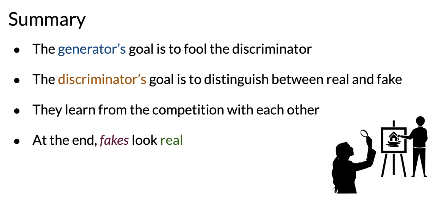 Summary
● The generator's goal is to fool the discriminator
● The discriminator's goal is to distinguish between real and fake
● They learn from the competition with each other
● At the end, fakes look real